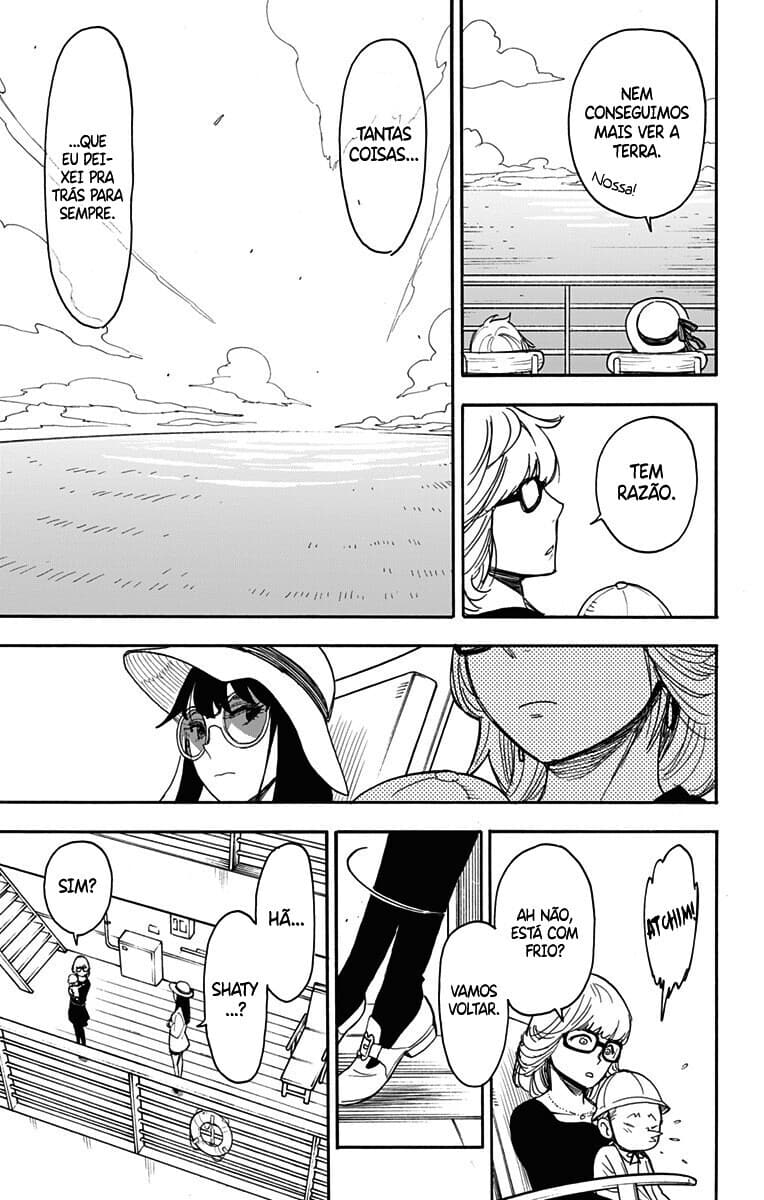 NEM
CONSEGUIMOS
MAIS VER A
TERRA.
Nossa!
TEM
RAZÃO.
TANTAS
COISAS...
...QUE
EU DEI-
XEI PRA
TRÁS PARA
SEMPRE.
ATCHIM!
AH NÃO,
ESTÁ COM
FRIO?
VAMOS
VOLTAR.
HÃ...
SHATY
...?
SIM?